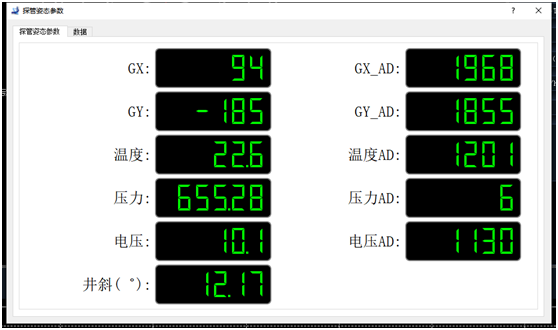 探管姿态参数
探管姿态参数 数据
GX: 94 GX_AD: 1968
GY: -185 GY_AD: 1855
温度: 22.6 温度AD: 1201
压力: 655.28 压力AD: 6
电压: 10.1 电压AD: 1130
井斜( °): 12.17